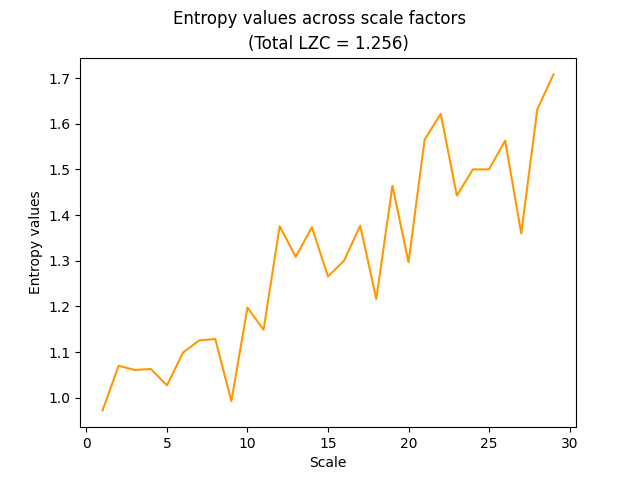 Entropy values across scale factors
(Total LZC = 1.256)
1.7
1.6
1.5
1.4
1.3
1.2
1.1
1.0
Entropy values
0 5 10 15 20 25 30
Scale